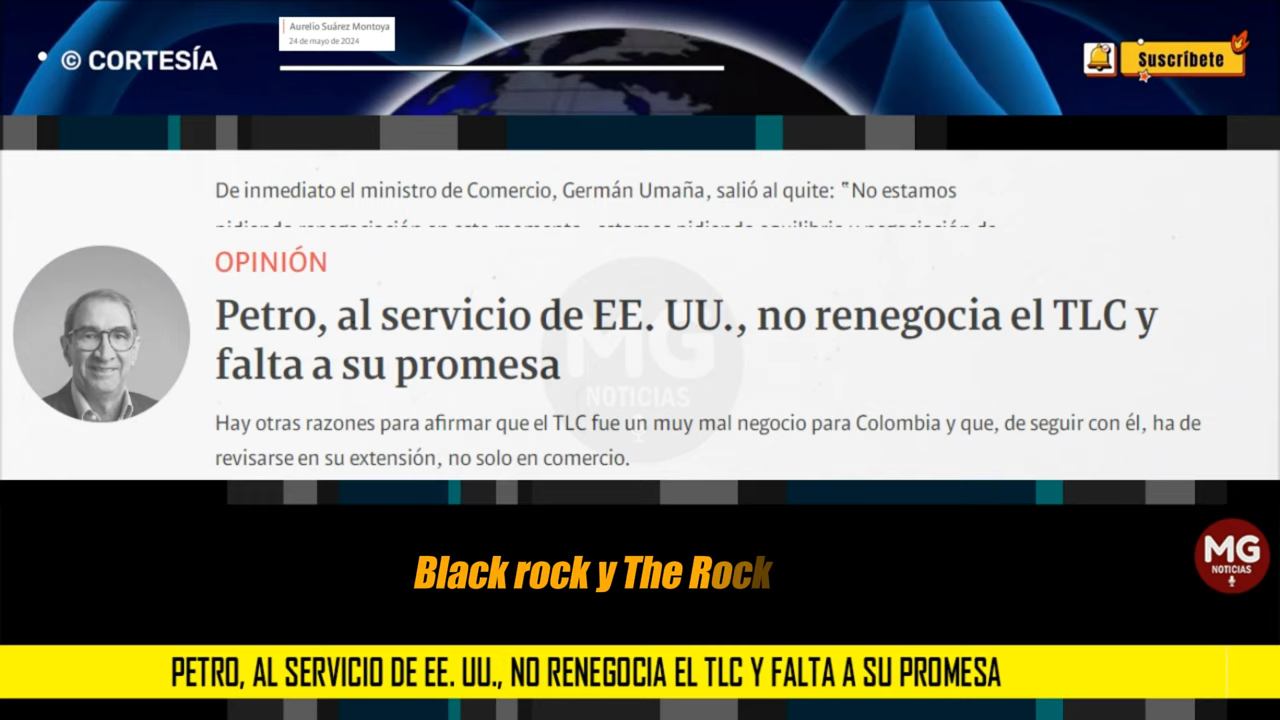 Aurelio Suárez Montoya
24 de mayo de 2024
© CORTESÍA
Suscríbete
De inmediato el ministro de Comercio, Germán Umaña, salió al quite: "No estamos
OPINIÓN
Petro, al servicio de EE. UU., no renegocia el TLC y
falta a su promesa
MG
NOTICIAS
Hay otras razones para afirmar que el TLC fue un muy mal negocio para Colombia y que, de seguir con él, ha de
revisarse en su extensión, no solo en comercio.
Black rock y The Rock
MG
NOTICIAS
PETRO, AL SERVICIO DE EE. UU., NO RENEGOCIA EL TLC Y FALTA A SU PROMESA